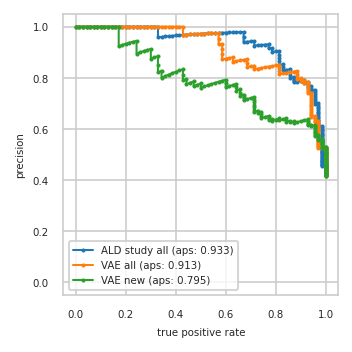 1.0
0.8
0.6
0.4
0.2
0.0
precision
ALD study all (aps: 0.933)
VAE all (aps: 0.913)
VAE new (aps: 0.795)
0.0 0.2 0.4 0.6 0.8 1.0
true positive rate